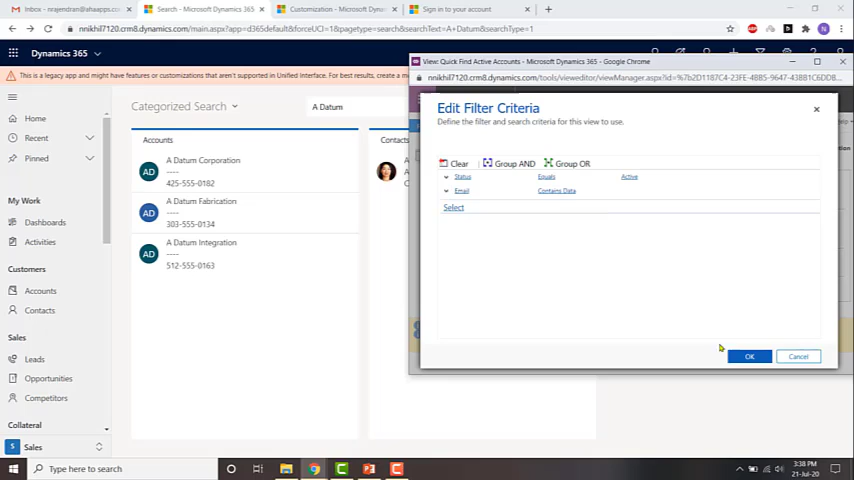 Inbox - nrajendran@ahaapps.co
Search - Microsoft Dynamics 365
Customization - Microsoft Dyna
Sign in to your account
nnikhil7120.crm8.dynamics.com/main.aspx?app=d365default&forceUCI=1&pagetype=search&searchText=A+Datum&searchType=1
Dynamics 365
This is a legacy app and might have features or customizations that aren't supported in Unified Interface. For best results, create a m
Home
Recent
Pinned
My Work
Dashboards
Activities
Customers
Accounts
Contacts
Sales
Leads
Opportunities
Competitors
Collateral
S Sales
Categorized Search
A Datum
Accounts
AD A Datum Corporation
----
425-555-0182
AD A Datum Fabrication
----
303-555-0134
AD A Datum Integration
----
512-555-0163
Contacts
View: Quick Find Active Accounts - Microsoft Dynamics 365 - Google Chrome
nnikhil7120.crm8.dynamics.com/tools/vieweditor/viewManager.aspx?id=%7b2D1187C4-23FE-4BB5-9647-43BB1C6DDB...
Edit Filter Criteria
Define the filter and search criteria for this view to use.
Clear Group AND Group OR
Status Equals Active
Email Contains Data
Select
OK Cancel
Type here to search
3:38 PM
21-Jul-20